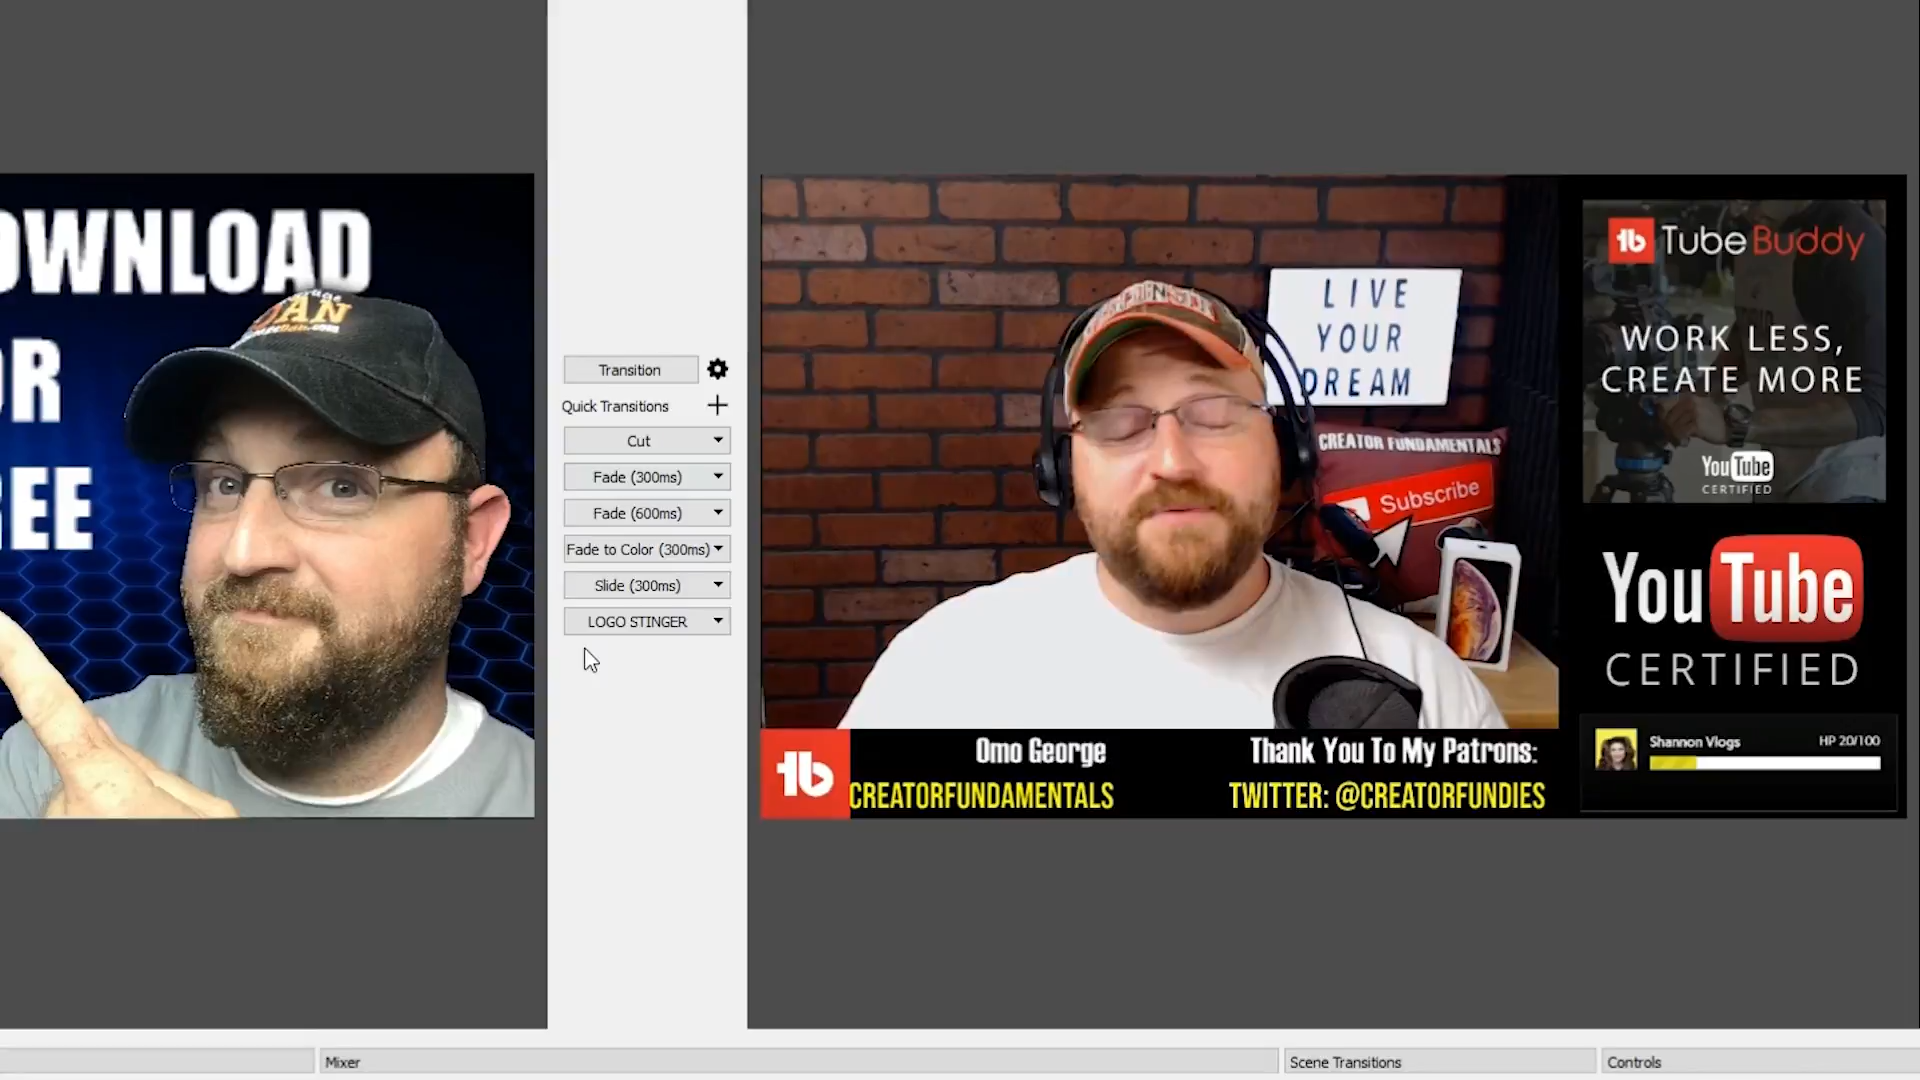 OWNLOAD
OR
EE
AN
Transition
Quick Transitions
Cut
Fade (300ms)
Fade (600ms)
Fade to Color (300ms)
Slide (300ms)
LOGO STINGER
LIVE
YOUR
DREAM
CREATOR FUNDAMENTALS
Subscribe
TubeBuddy
WORK LESS,
CREATE MORE
YouTube
CERTIFIED
YouTube
CERTIFIED
Shannon Vlogs HP 20/100
Omo George Thank You To My Patrons:
CREATORFUNDAMENTALS TWITTER: @CREATORFUNDIES
Mixer
Scene Transitions
Controls